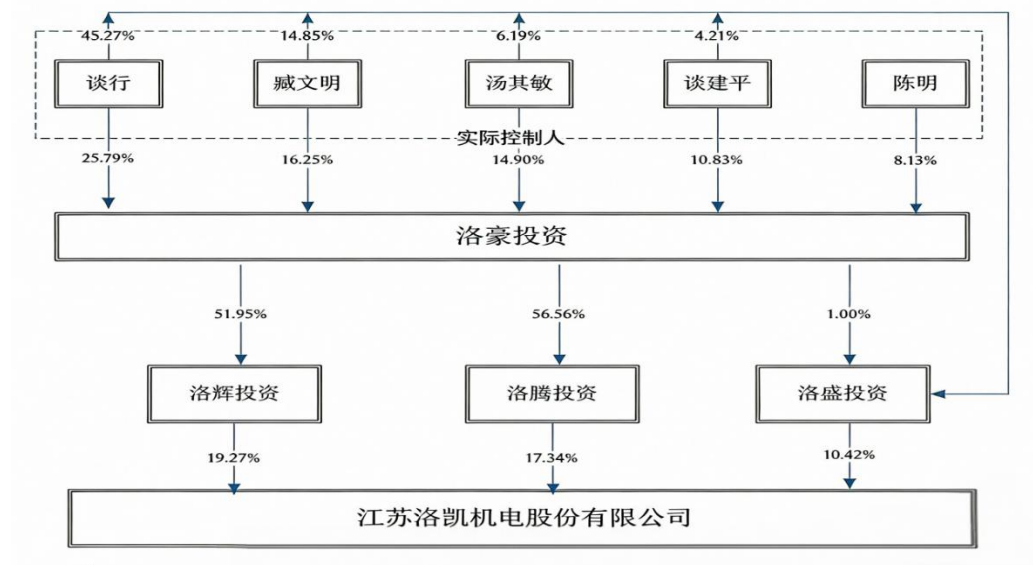 45.27% 14.85% 6.19% 4.21%
谈行 臧文明 汤其敏 谈建平 陈明
实际控制人
25.79% 16.25% 14.90% 10.83% 8.13%
洛豪投资
51.95% 56.56% 1.00%
洛辉投资 洛腾投资 洛盛投资
19.27% 17.34% 10.42%
江苏洛凯机电股份有限公司